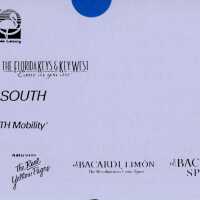 THE FLORIDA KEYS & KEY WEST
Come as you are
SOUTH
TH Mobility
The Real
Yellow Pages
BACARDI LIMÓN
BACA
SP